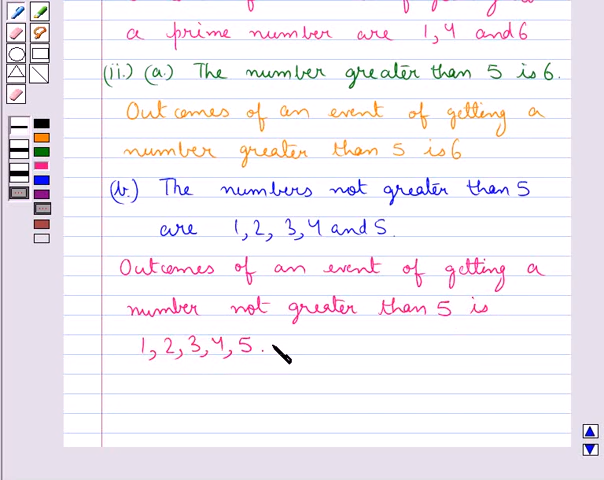 a prime number are 1, 4 and 6
(ii.) (a.) The number greater than 5 is 6.
Outcomes of an event of getting a
number greater than 5 is 6
(b.) The numbers not greater than 5
are 1, 2, 3, 4 and 5.
Outcomes of an event of getting a
number not greater than 5 is
1, 2, 3, 4, 5.